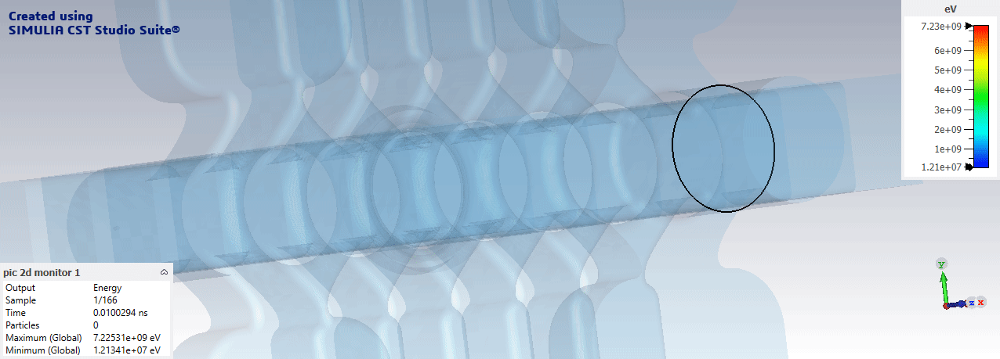 Created using
SIMULIA CST Studio Suite®
eV
7.23e+09
6e+09
5e+09
4e+09
3e+09
2e+09
1e+09
1.21e+07
pic 2d monitor 1
Output Energy
Sample 1/166
Time 0.0100294 ns
Particles 0
Maximum (Global) 7.22531e+09 eV
Minimum (Global) 1.21341e+07 eV
y
z x